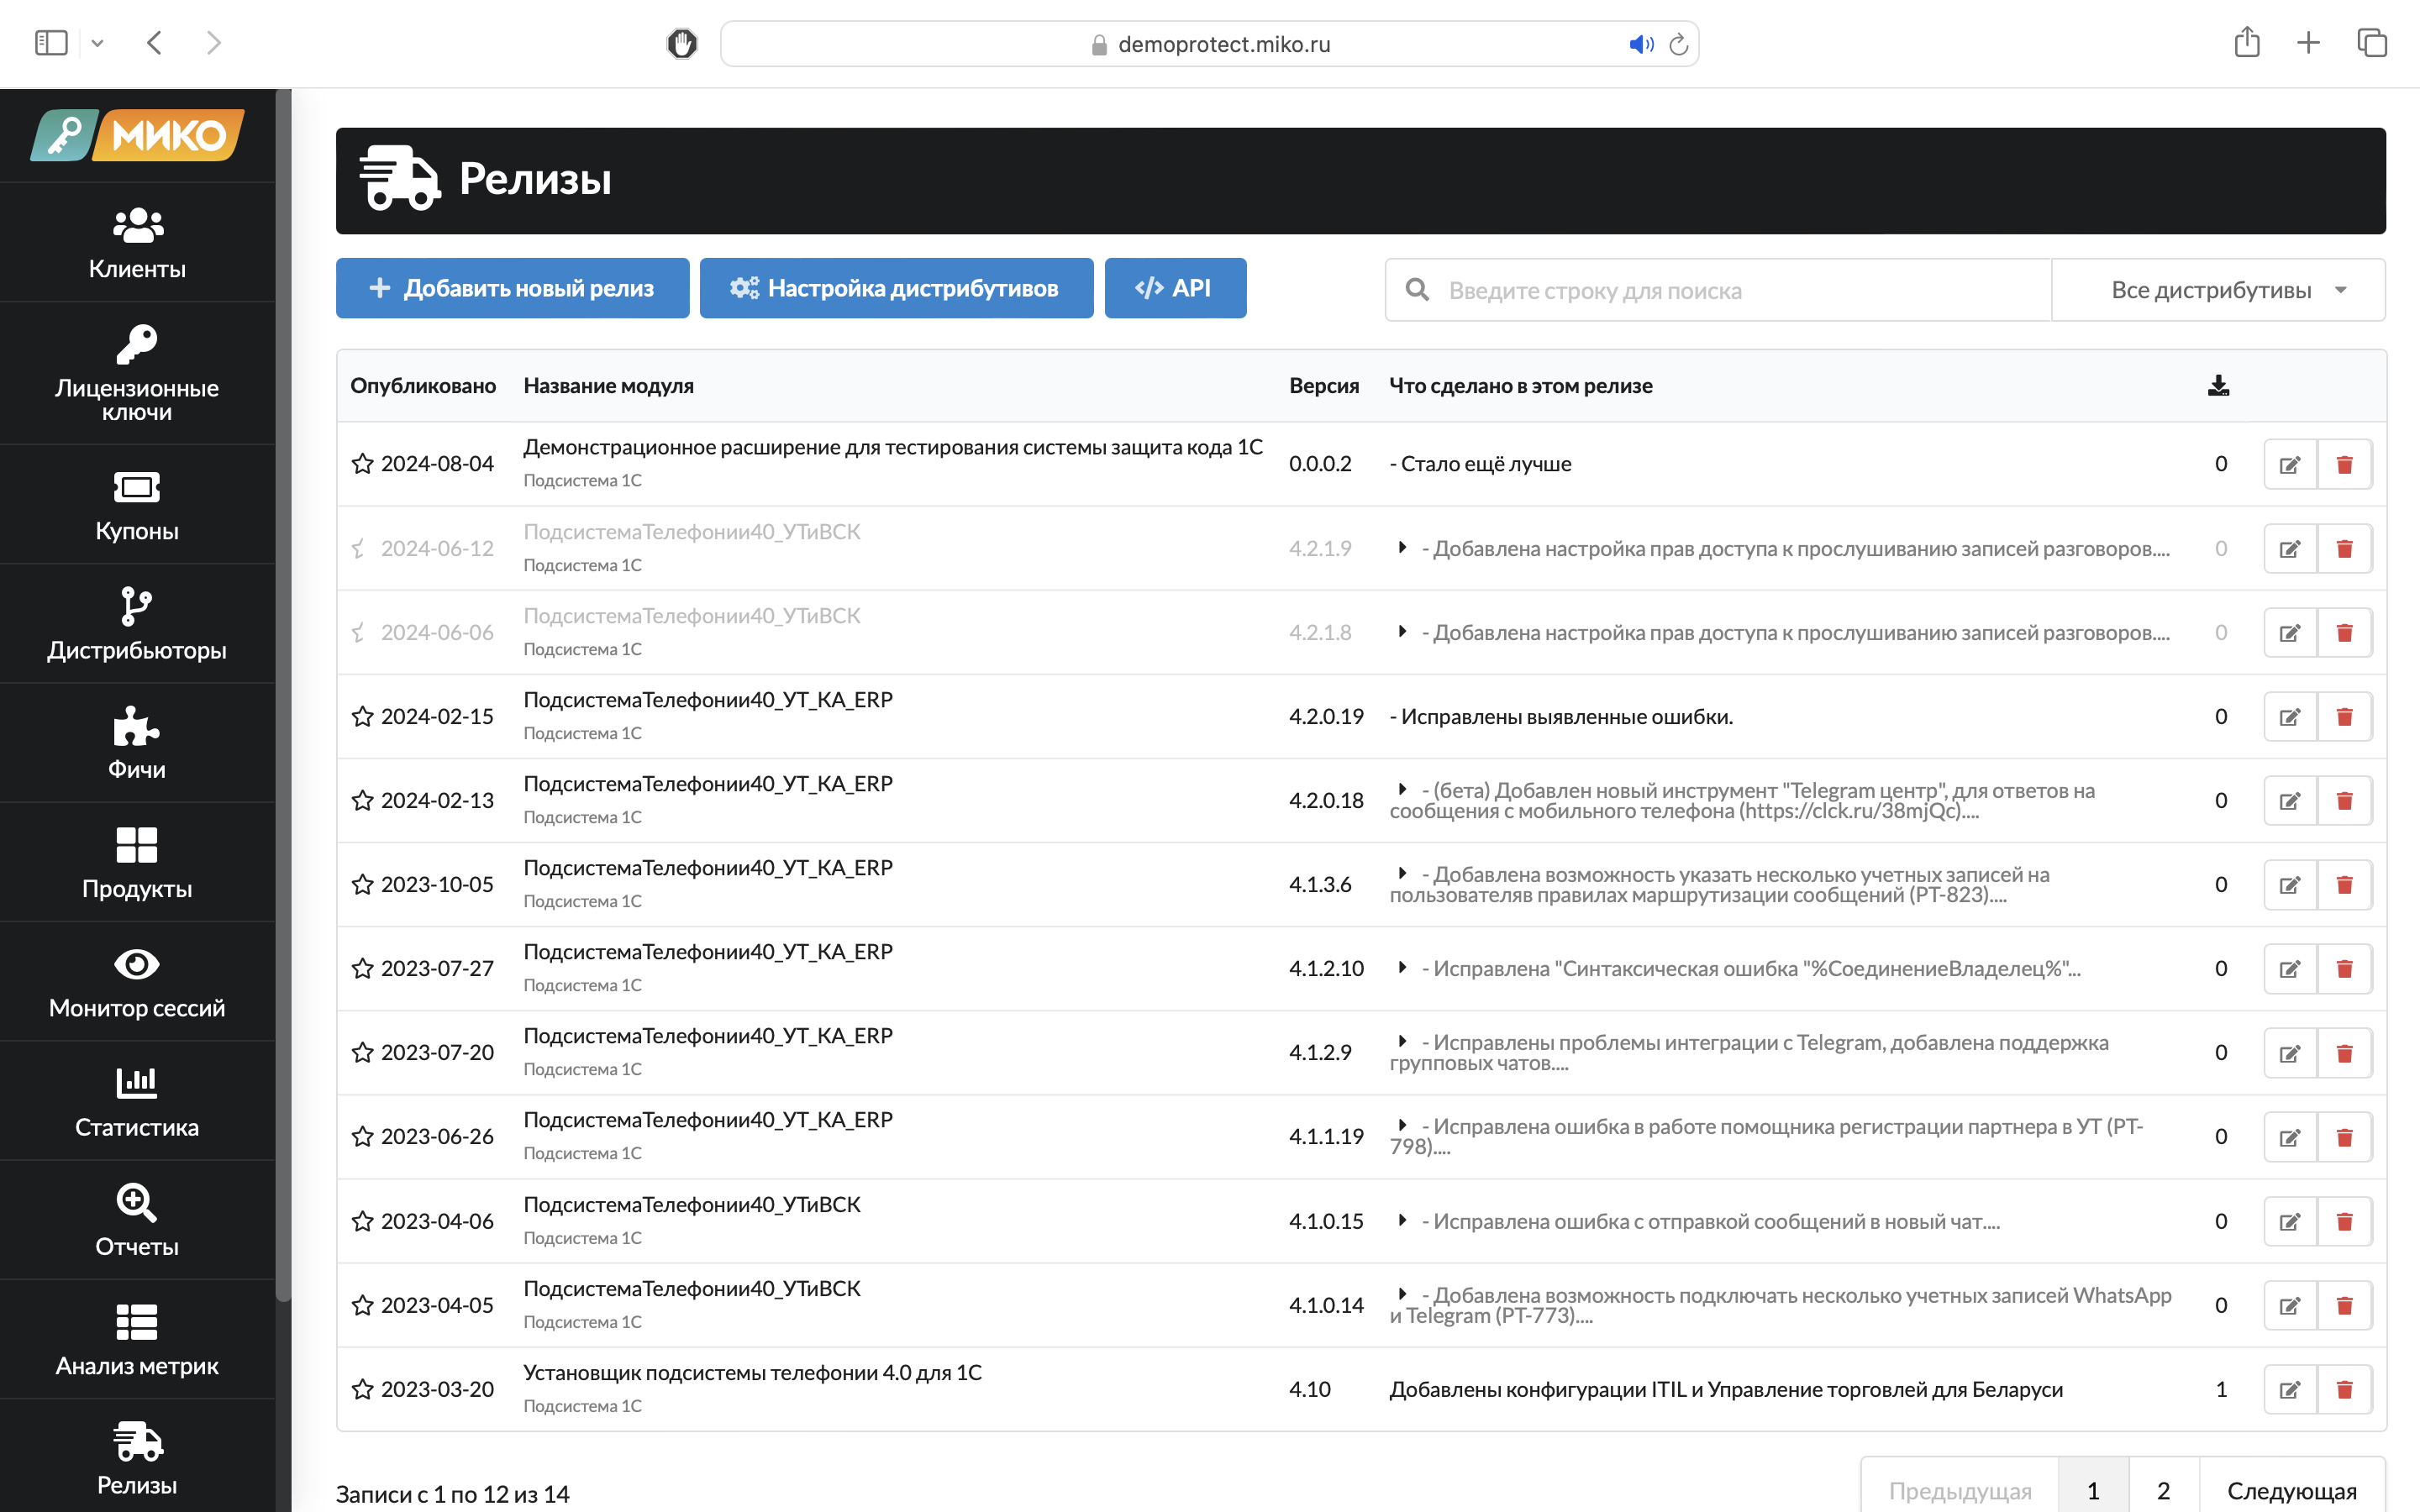 demoprotect.miko.ru
МИКО
Клиенты
Лицензионные
ключи
Купоны
Дистрибьюторы
Фичи
Продукты
Монитор сессий
Статистика
Отчеты
Анализ метрик
Релизы
Релизы
Добавить новый релиз
Настройка дистрибутивов
</> API
Введите строку для поиска
Все дистрибутивы
Опубликовано Название модуля Версия Что сделано в этом релизе
2024-08-04 Демонстрационное расширение для тестирования системы защита кода 1С 0.0.0.2 - Стало ещё лучше 0
Подсистема 1С
2024-06-12 ПодсистемаТелефонии40_УТиВСК 4.2.1.9 - Добавлена настройка прав доступа к прослушиванию записей разговоров.... 0
Подсистема 1С
2024-06-06 ПодсистемаТелефонии40_УТиВСК 4.2.1.8 - Добавлена настройка прав доступа к прослушиванию записей разговоров.... 0
Подсистема 1С
2024-02-15 ПодсистемаТелефонии40_УТ_КА_ERP 4.2.0.19 - Исправлены выявленные ошибки. 0
Подсистема 1С
2024-02-13 ПодсистемаТелефонии40_УТ_КА_ERP 4.2.0.18 - (бета) Добавлен новый инструмент "Telegram центр", для ответов на 0
Подсистема 1С сообщения с мобильного телефона (https://clck.ru/38mjQc)....
2023-10-05 ПодсистемаТелефонии40_УТ_КА_ERP 4.1.3.6 - Добавлена возможность указать несколько учетных записей на 0
Подсистема 1С пользователяв правилах маршрутизации сообщений (PT-823)....
2023-07-27 ПодсистемаТелефонии40_УТ_КА_ERP 4.1.2.10 - Исправлена "Синтаксическая ошибка "%СоединениеВладелец%"... 0
Подсистема 1С
2023-07-20 ПодсистемаТелефонии40_УТ_КА_ERP 4.1.2.9 - Исправлены проблемы интеграции с Telegram, добавлена поддержка 0
Подсистема 1С групповых чатов....
2023-06-26 ПодсистемаТелефонии40_УТ_КА_ERP 4.1.1.19 - Исправлена ошибка в работе помощника регистрации партнера в УТ (PT- 0
Подсистема 1С 798)....
2023-04-06 ПодсистемаТелефонии40_УТиВСК 4.1.0.15 - Исправлена ошибка с отправкой сообщений в новый чат.... 0
Подсистема 1С
2023-04-05 ПодсистемаТелефонии40_УТиВСК 4.1.0.14 - Добавлена возможность подключать несколько учетных записей WhatsApp 0
Подсистема 1С и Telegram (PT-773)....
2023-03-20 Установщик подсистемы телефонии 4.0 для 1С 4.10 Добавлены конфигурации ITIL и Управление торговлей для Беларуси 1
Подсистема 1С
Записи с 1 по 12 из 14
Предыдущая 1 2 Следующая